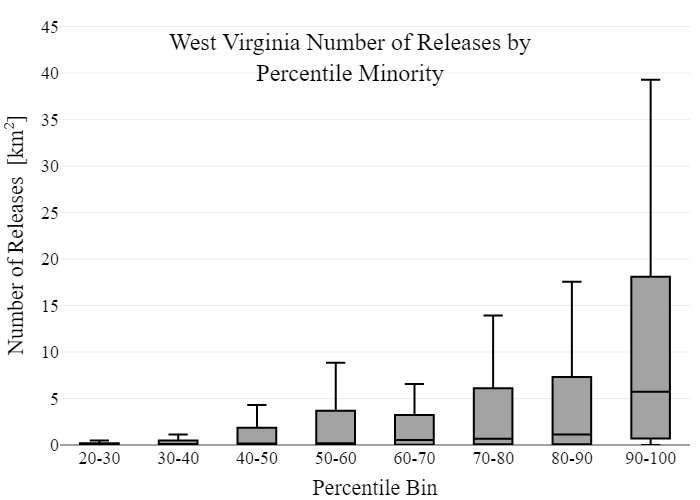 West Virginia Number of Releases by
Percentile Minority
Number of Releases [km²]
45
40
35
30
25
20
15
10
5
0
20-30 30-40 40-50 50-60 60-70 70-80 80-90 90-100
Percentile Bin